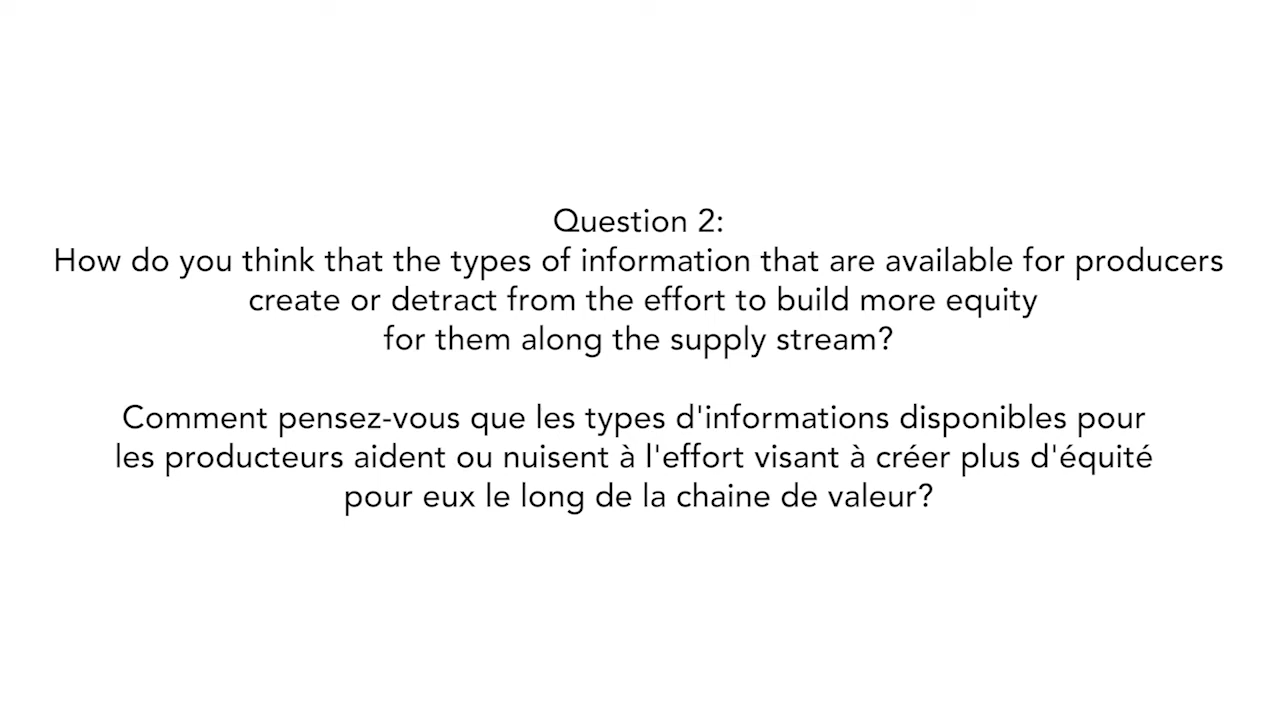 Question 2:
How do you think that the types of information that are available for producers
create or detract from the effort to build more equity
for them along the supply stream?
Comment pensez-vous que les types d'informations disponibles pour
les producteurs aident ou nuisent à l'effort visant à créer plus d'équité
pour eux le long de la chaine de valeur?